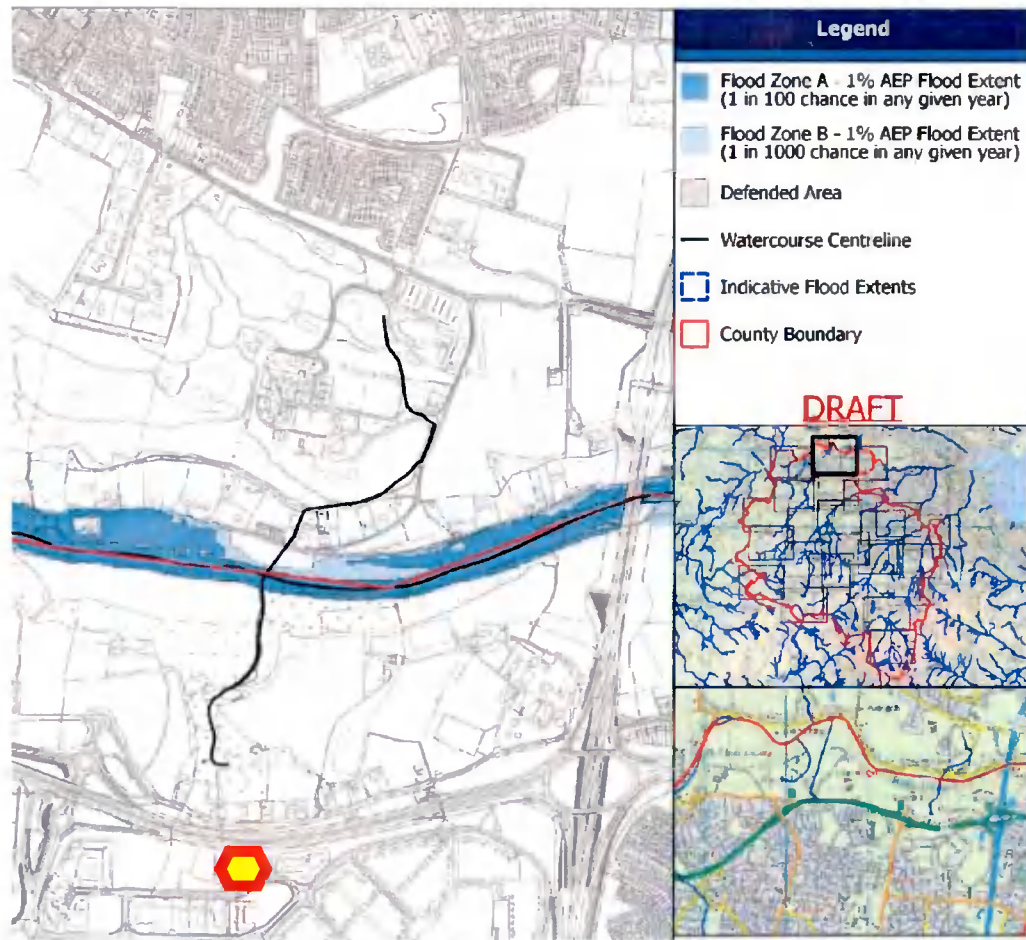 Legend
Flood Zone A - 1% AEP Flood Extent
(1 in 100 chance in any given year)
Flood Zone B - 1% AEP Flood Extent
(1 in 1000 chance in any given year)
Defended Area
Watercourse Centreline
Indicative Flood Extents
County Boundary
DRAFT